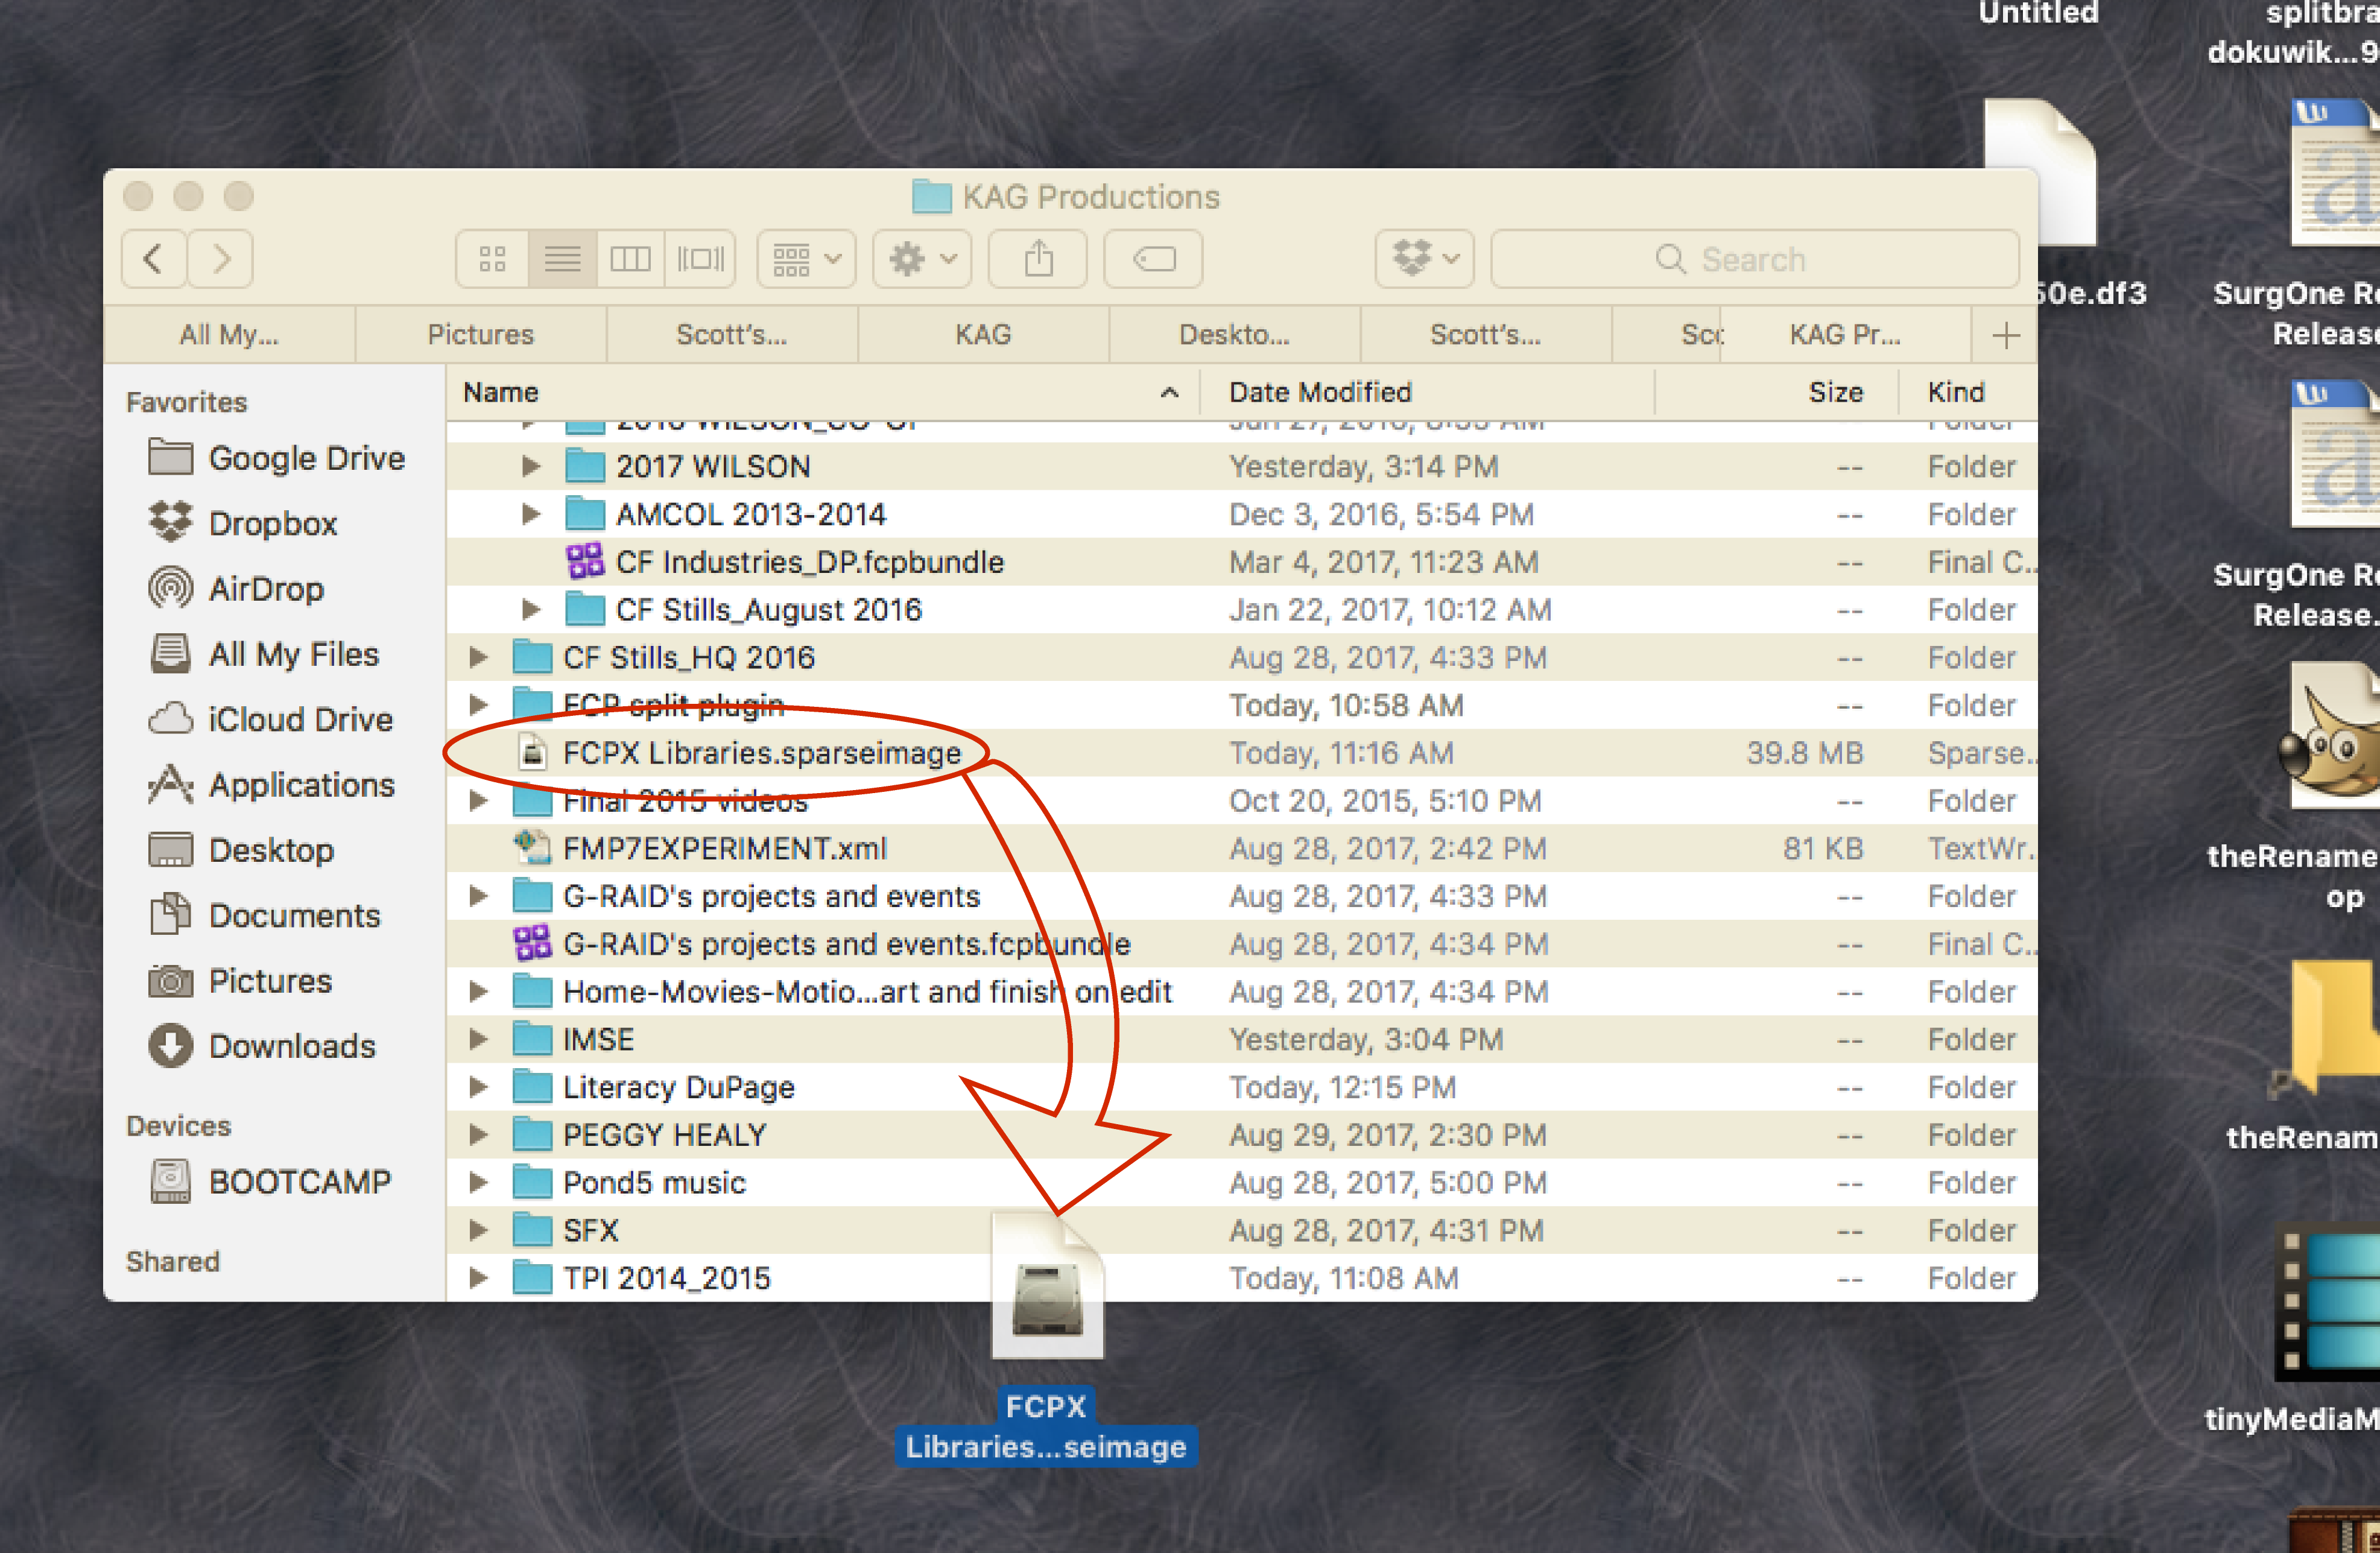 Untitled
splitbra
dokuwik...9
KAG Productions
Search
50e.df3
SurgOne Re
Release
All My...
Pictures
Scott's...
KAG
Deskto...
Scott's...
Sco
KAG Pr...
Name
Date Modified
Size
Kind
Favorites
Google Drive
Dropbox
AirDrop
All My Files
iCloud Drive
Applications
Desktop
Documents
Pictures
Downloads
Devices
BOOTCAMP
Shared
2017 WILSON Yesterday, 3:14 PM -- Folder
AMCOL 2013-2014 Dec 3, 2016, 5:54 PM -- Folder
CF Industries_DP.fcpbundle Mar 4, 2017, 11:23 AM -- Final C...
CF Stills_August 2016 Jan 22, 2017, 10:12 AM -- Folder
CF Stills_HQ 2016 Aug 28, 2017, 4:33 PM -- Folder
FCP split plugin Today, 10:58 AM -- Folder
FCPX Libraries.sparseimage Today, 11:16 AM 39.8 MB Sparse...
Final 2015 videos Oct 20, 2015, 5:10 PM -- Folder
FMP7EXPERIMENT.xml Aug 28, 2017, 2:42 PM 81 KB TextWr...
G-RAID's projects and events Aug 28, 2017, 4:33 PM -- Folder
G-RAID's projects and events.fcpbundle Aug 28, 2017, 4:34 PM -- Final C...
Home-Movies-Motio...art and finish on edit Aug 28, 2017, 4:34 PM -- Folder
IMSE Yesterday, 3:04 PM -- Folder
Literacy DuPage Today, 12:15 PM -- Folder
PEGGY HEALY Aug 29, 2017, 2:30 PM -- Folder
Pond5 music Aug 28, 2017, 5:00 PM -- Folder
SFX Aug 28, 2017, 4:31 PM -- Folder
TPI 2014_2015 Today, 11:08 AM -- Folder
FCPX
Libraries...seimage
SurgOne Re
Release.
theRename
op
theRenam
tinyMediaM